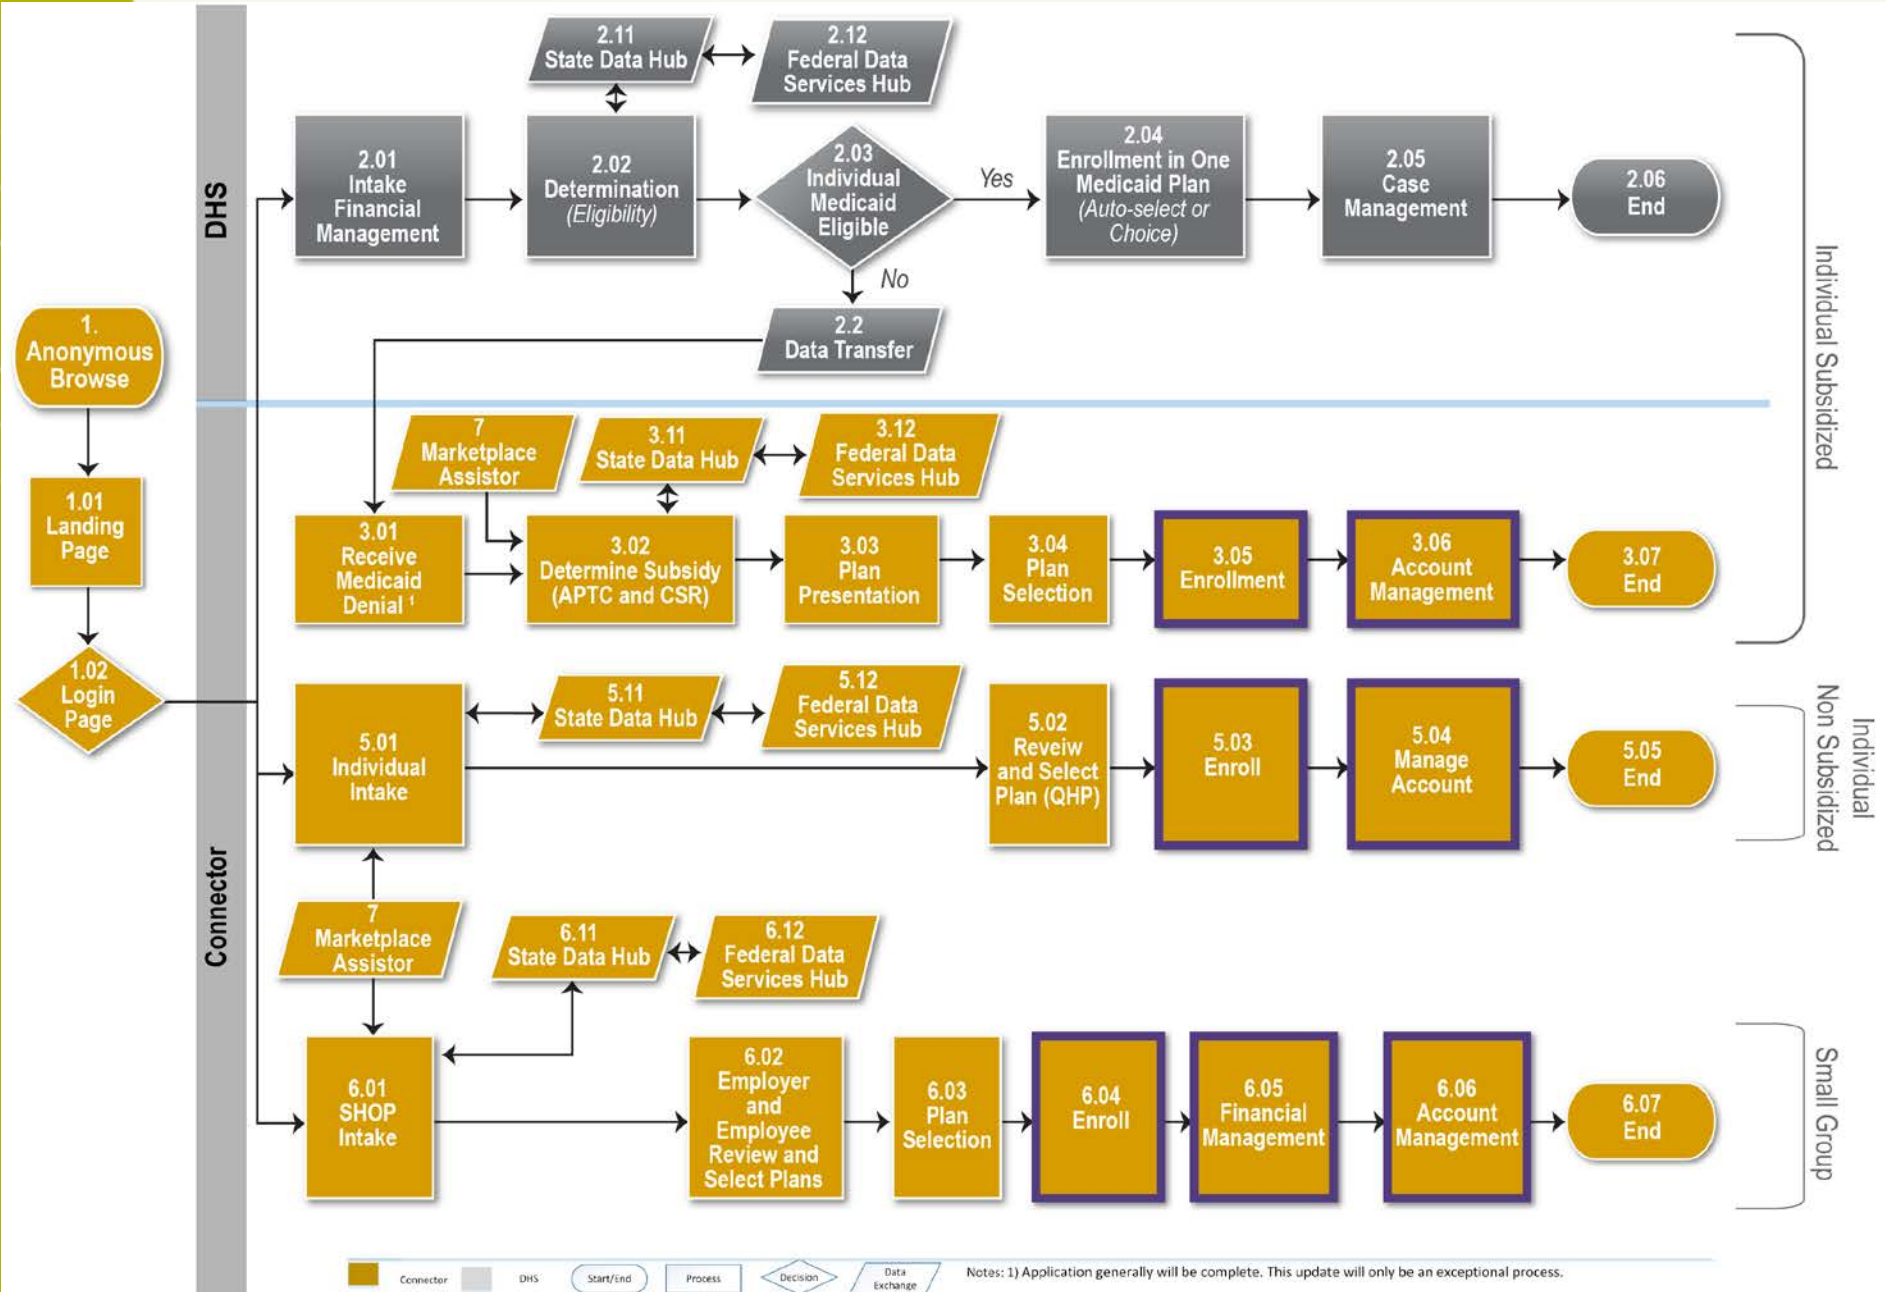 DHS
Connector
1.
Anonymous
Browse
1.01
Landing
Page
1.02
Login
Page
2.11
State Data Hub
2.12
Federal Data
Services Hub
2.01
Intake
Financial
Management
2.02
Determination
(Eligibility)
2.03
Individual
Medicaid
Eligible
Yes
No
2.04
Enrollment in One
Medicaid Plan
(Auto-select or
Choice)
2.05
Case
Management
2.06
End
2.2
Data Transfer
7
Marketplace
Assistor
3.11
State Data Hub
3.12
Federal Data
Services Hub
3.01
Receive
Medicaid
Denial 1
3.02
Determine Subsidy
(APTC and CSR)
3.03
Plan
Presentation
3.04
Plan
Selection
3.05
Enrollment
3.06
Account
Management
3.07
End
Individual Subsidized
5.11
State Data Hub
5.12
Federal Data
Services Hub
5.01
Individual
Intake
5.02
Reveiw
and Select
Plan (QHP)
5.03
Enroll
5.04
Manage
Account
5.05
End
Individual
Non Subsidized
7
Marketplace
Assistor
6.11
State Data Hub
6.12
Federal Data
Services Hub
6.01
SHOP
Intake
6.02
Employer
and
Employee
Review and
Select Plans
6.03
Plan
Selection
6.04
Enroll
6.05
Financial
Management
6.06
Account
Management
6.07
End
Small Group
Connector
DHS
Start/End
Process
Decision
Data
Exchange
Notes: 1) Application generally will be complete. This update will only be an exceptional process.